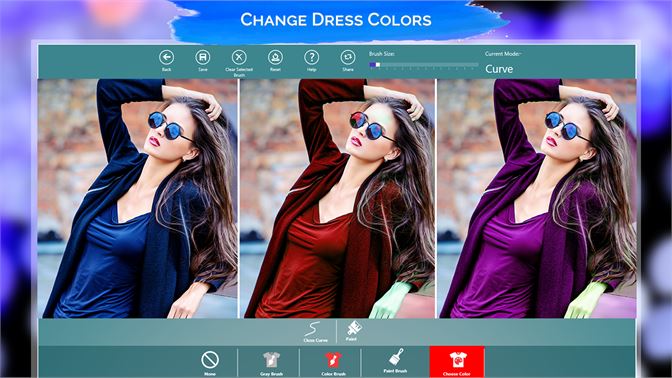 CHANGE DRESS COLORS
Back
Save
Clear Selected
Brush
Reset
Help
Share
Brush Size:
Current Mode:-
Curve
Close Curve
Paint
Mono
Gray Brush
Color Brush
Paint Brush
Choose Color